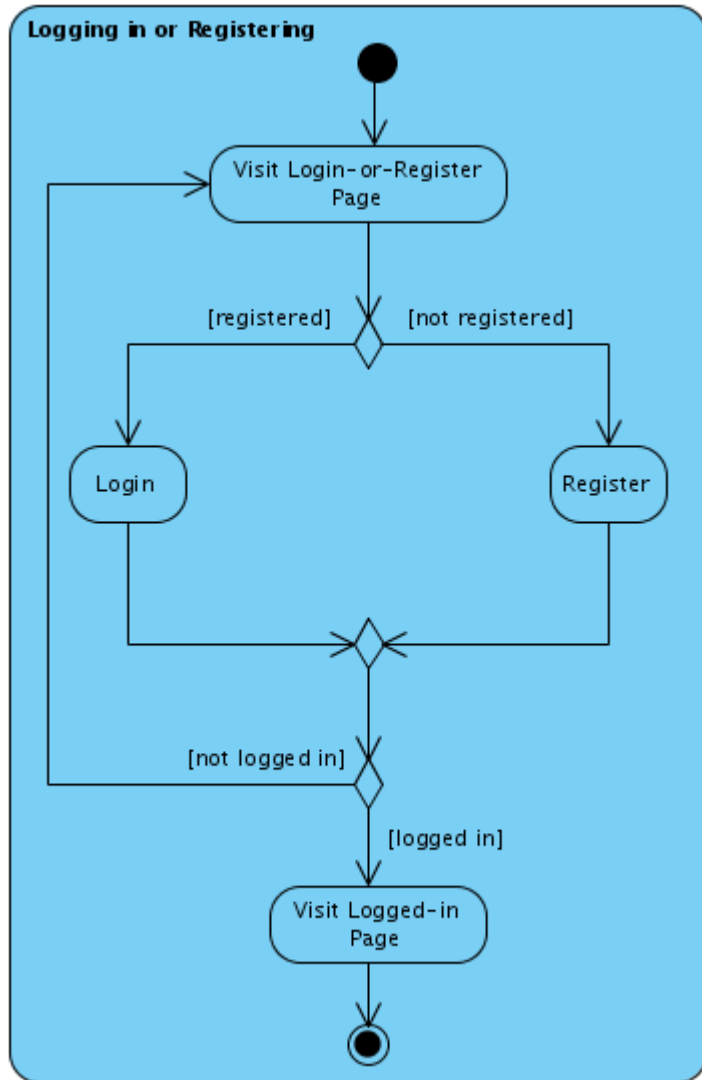 Logging in or Registering
Visit Login-or-Register
Page
[registered]
[not registered]
Login
Register
[not logged in]
[logged in]
Visit Logged-in
Page